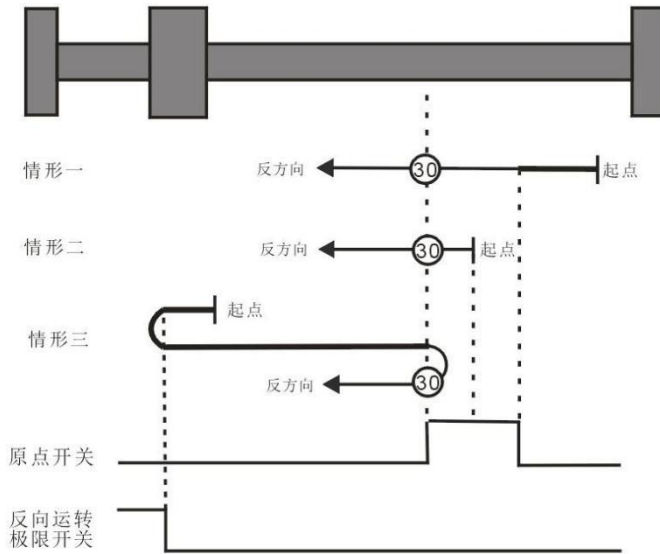 情形一
反方向
30
起点
情形二
反方向
30
起点
起点
情形三
反方向
30
原点开关
反向运转
极限开关